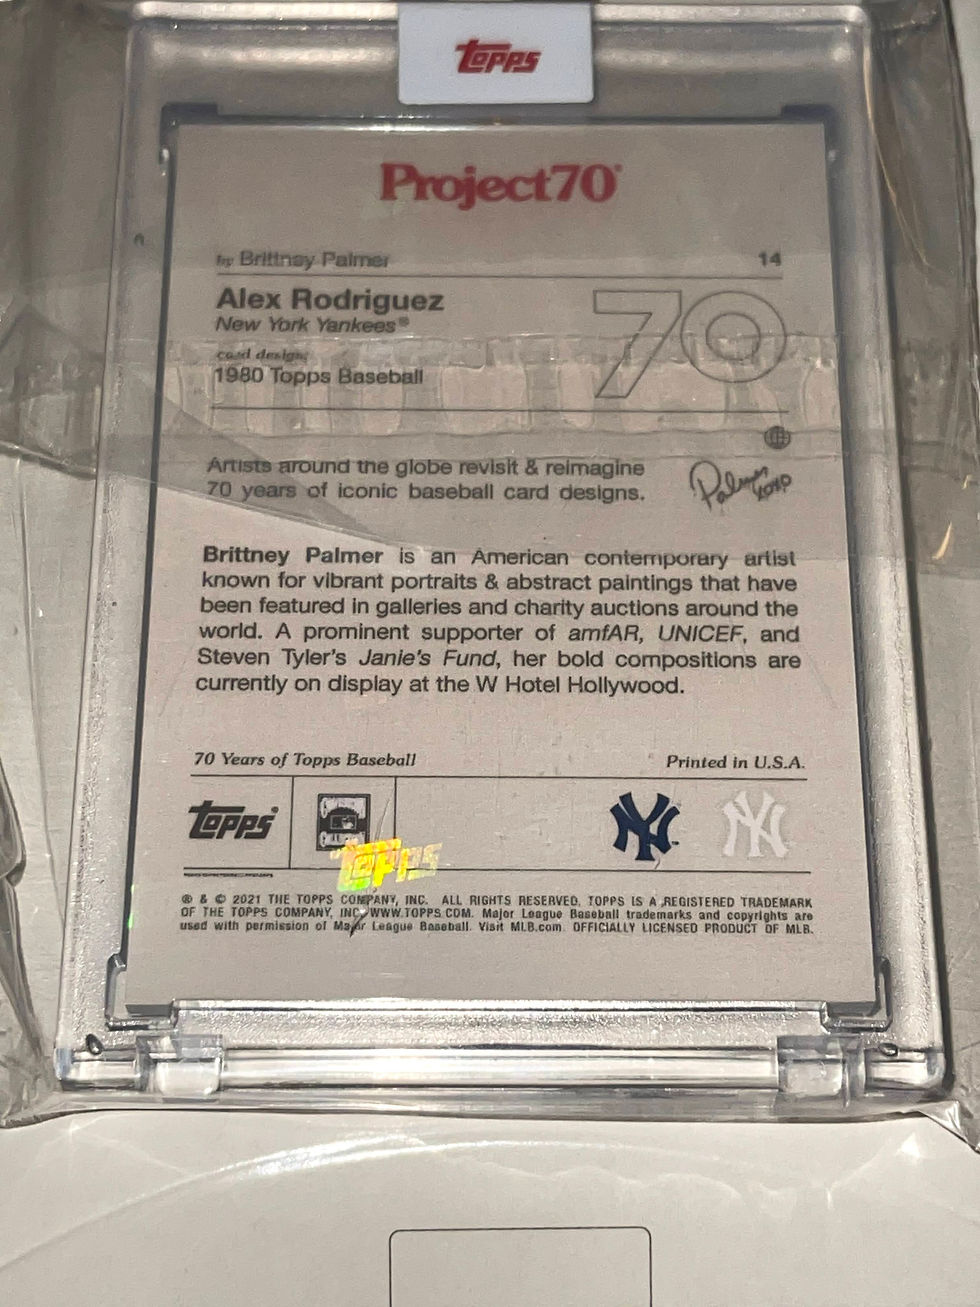 Topps
Project70®
by Brittney Palmer 14
Alex Rodriguez
New York Yankees®
card design:
1980 Topps Baseball
70
Artists around the globe revisit & reimagine
70 years of iconic baseball card designs.
Palmer xoxo
Brittney Palmer is an American contemporary artist
known for vibrant portraits & abstract paintings that have
been featured in galleries and charity auctions around the
world. A prominent supporter of amfAR, UNICEF, and
Steven Tyler's Janie's Fund, her bold compositions are
currently on display at the W Hotel Hollywood.
70 Years of Topps Baseball Printed in U.S.A.
Topps® NY NY
Topps
® & © 2021 THE TOPPS COMPANY, INC. ALL RIGHTS RESERVED. TOPPS IS A REGISTERED TRADEMARK
OF THE TOPPS COMPANY, INC. WWW.TOPPS.COM. Major League Baseball trademarks and copyrights are
used with permission of Major League Baseball. Visit MLB.com. OFFICIALLY LICENSED PRODUCT OF MLB.